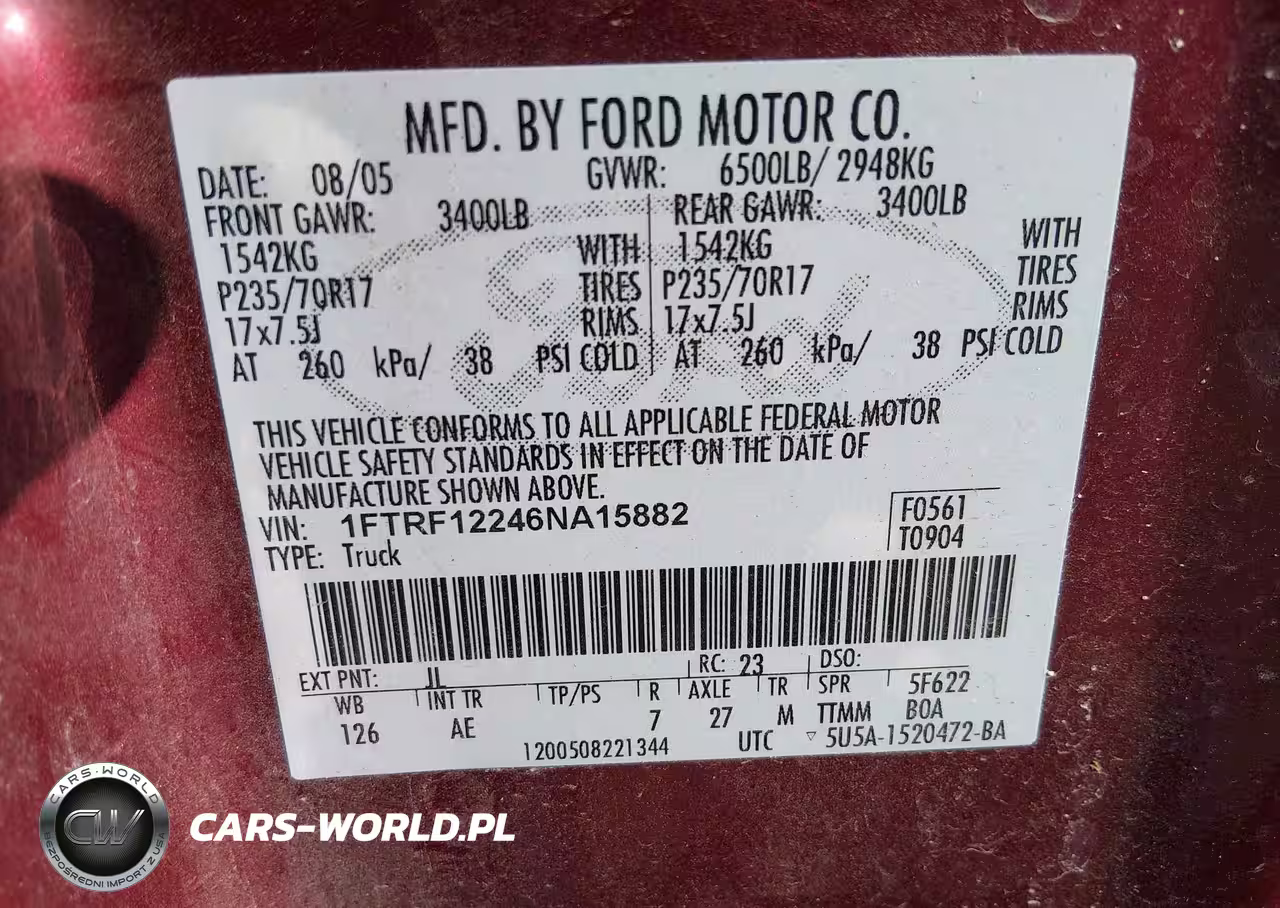 MFD. BY FORD MOTOR CO.
DATE: 08/05 GVWR: 6500LB/ 2948KG
FRONT GAWR: 3400LB REAR GAWR: 3400LB
1542KG WITH 1542KG WITH
P235/70R17 TIRES P235/70R17 TIRES
17x7.5J RIMS 17x7.5J RIMS
AT 260 kPa/ 38 PSI COLD AT 260 kPa/ 38 PSI COLD
THIS VEHICLE CONFORMS TO ALL APPLICABLE FEDERAL MOTOR
VEHICLE SAFETY STANDARDS IN EFFECT ON THE DATE OF
MANUFACTURE SHOWN ABOVE.
VIN: 1FTRF12246NA15882 F0561
TYPE: Truck T0904
EXT PNT: JL RC: 23 DSO:
WB INT TR TP/PS R AXLE TR SPR 5F622
126 AE 7 27 M TTMM BOA
1200508221344 UTC ▽ 5U5A-1520472-BA
Ford
CARS-WORLD
CW
BEZPOŚREDNI IMPORT Z USA
CARS-WORLD.PL